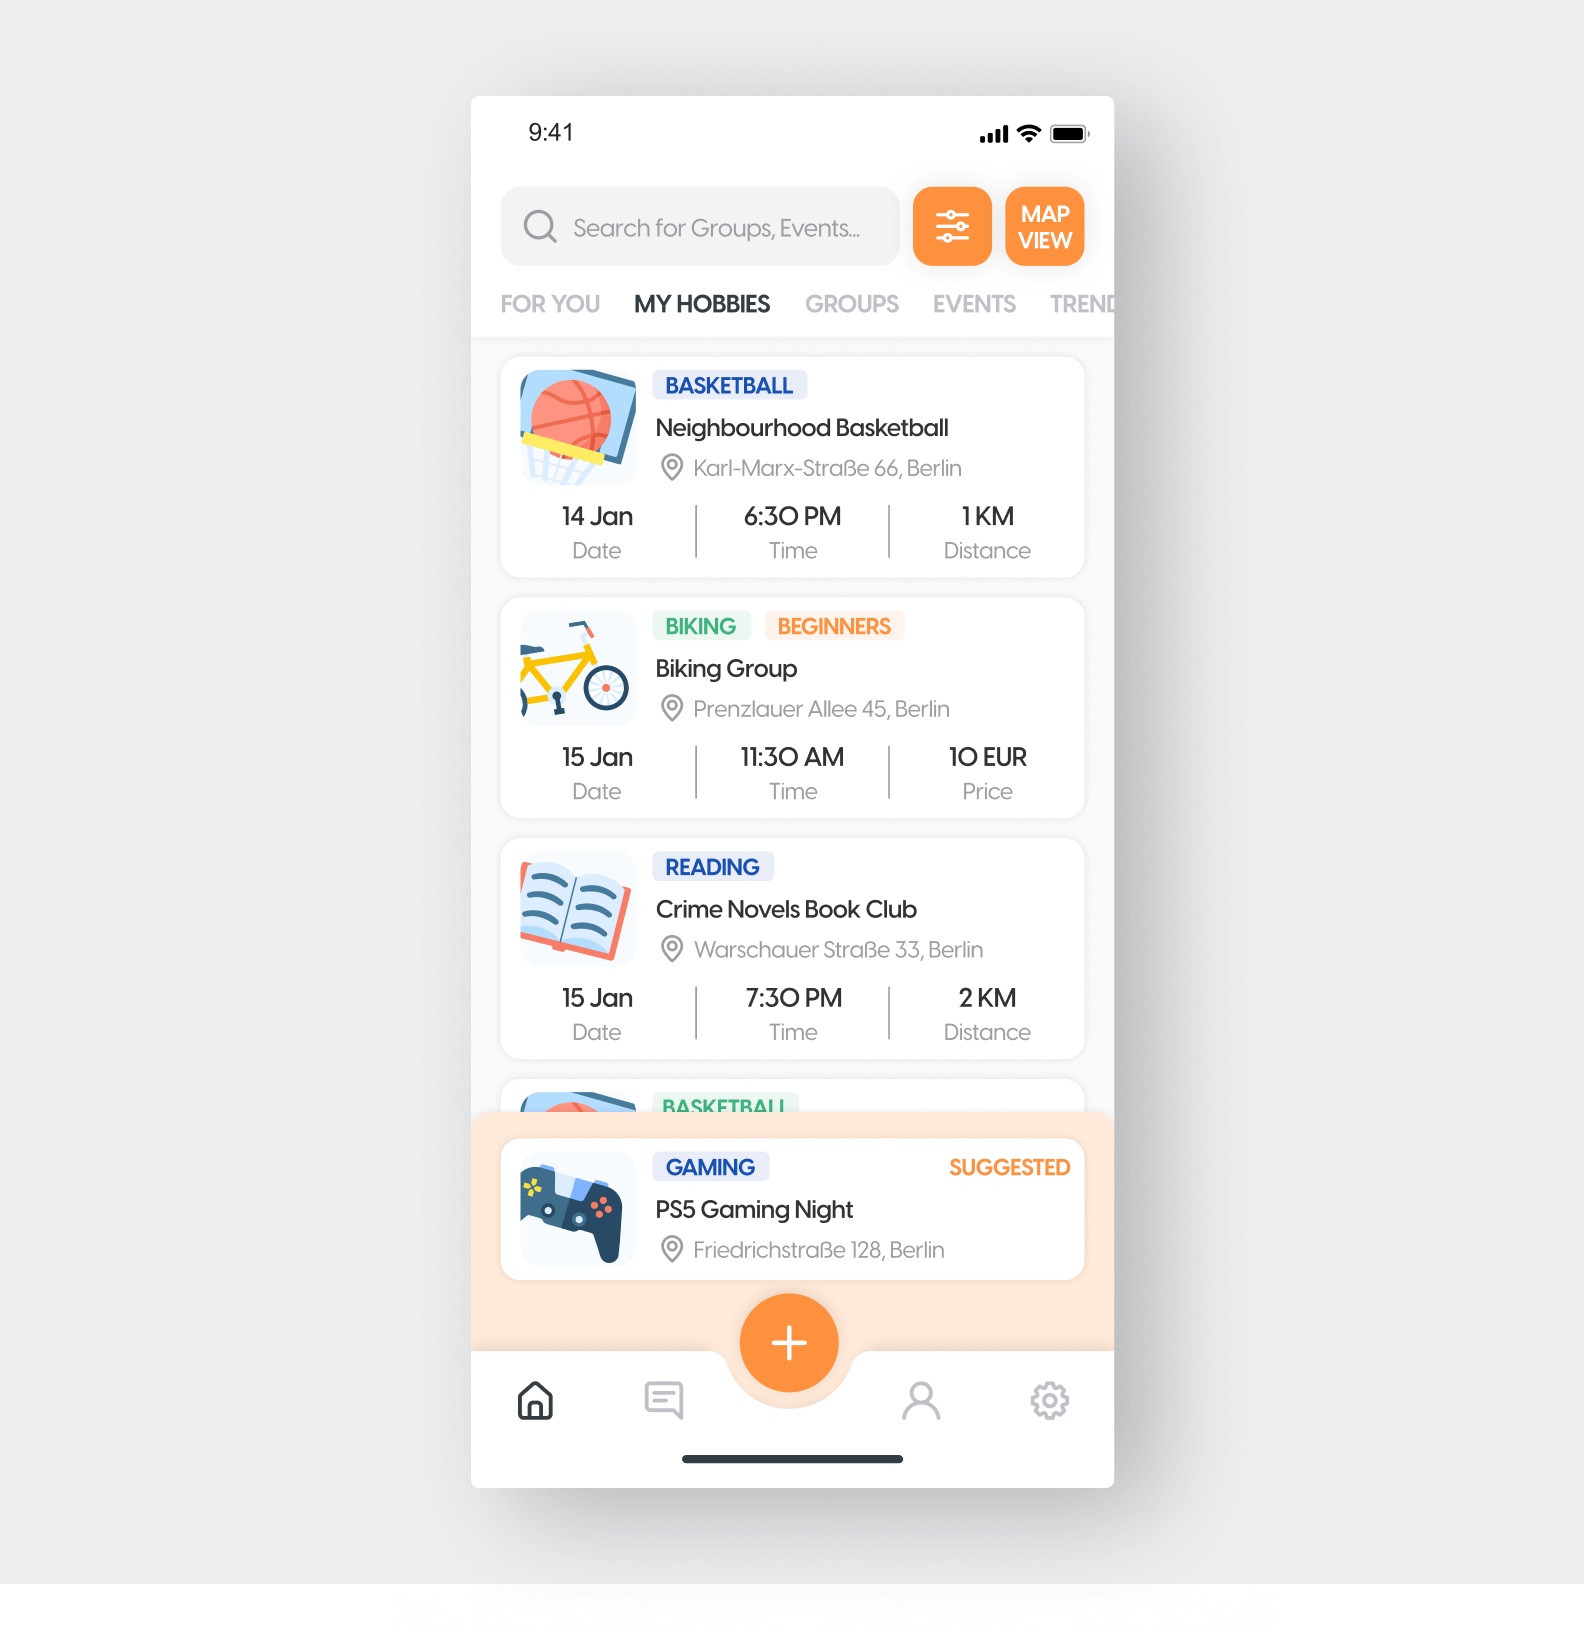 9:41
Search for Groups, Events...
MAP
VIEW
FOR YOU MY HOBBIES GROUPS EVENTS TREND
BASKETBALL
Neighbourhood Basketball
Karl-Marx-Straße 66, Berlin
14 Jan 6:30 PM 1 KM
Date Time Distance
BIKING BEGINNERS
Biking Group
Prenzlauer Allee 45, Berlin
15 Jan 11:30 AM 10 EUR
Date Time Price
READING
Crime Novels Book Club
Warschauer Straße 33, Berlin
15 Jan 7:30 PM 2 KM
Date Time Distance
BASKETBALL
GAMING SUGGESTED
PS5 Gaming Night
Friedrichstraße 128, Berlin